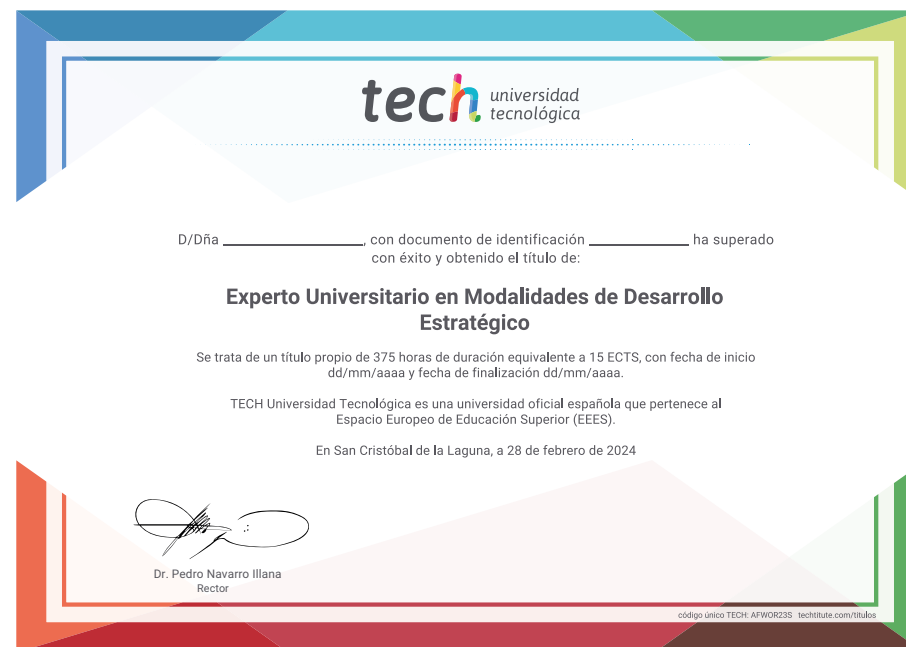 tech universidad
tecnológica
D/Dña ______________, con documento de identificación __________ ha superado
con éxito y obtenido el título de:
Experto Universitario en Modalidades de Desarrollo
Estratégico
Se trata de un título propio de 375 horas de duración equivalente a 15 ECTS, con fecha de inicio
dd/mm/aaaa y fecha de finalización dd/mm/aaaa.
TECH Universidad Tecnológica es una universidad oficial española que pertenece al
Espacio Europeo de Educación Superior (EEES).
En San Cristóbal de la Laguna, a 28 de febrero de 2024
Dr. Pedro Navarro Illana
Rector
código único TECH: AFWOR23S techtitute.com/titulos